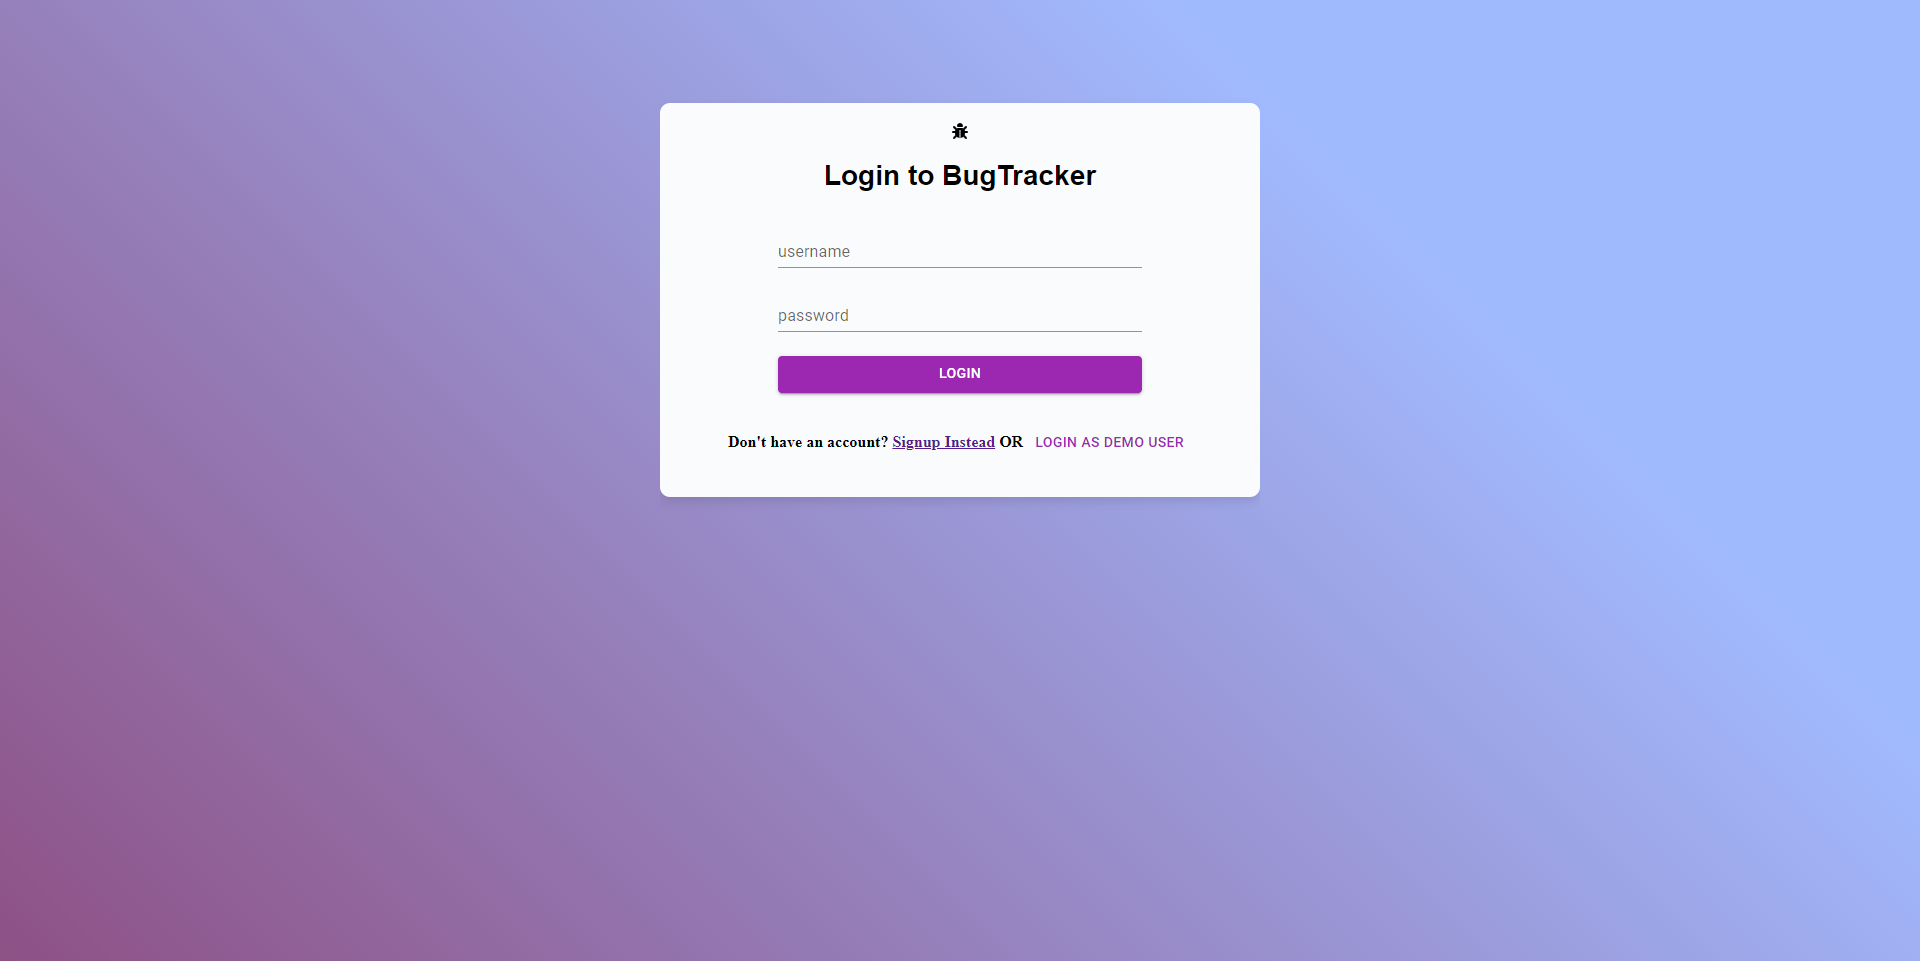 Login to BugTracker
username
password
LOGIN
Don't have an account? Signup Instead OR LOGIN AS DEMO USER